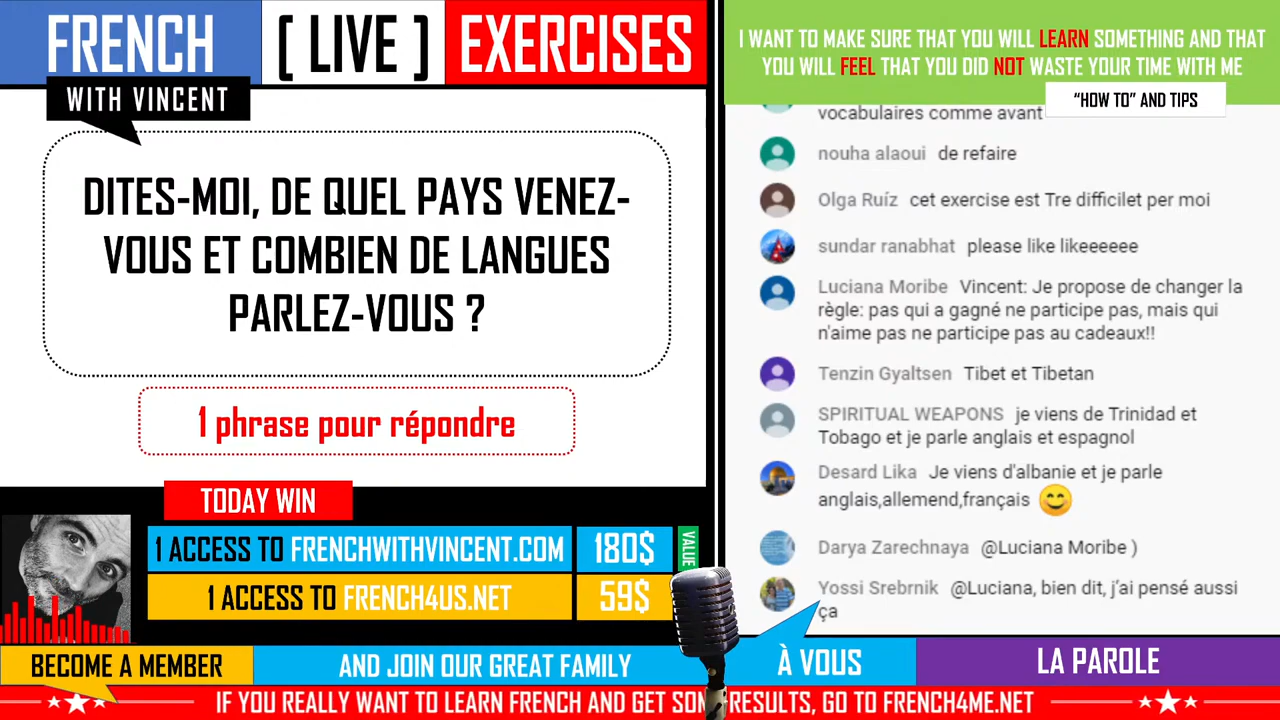 FRENCH
[ LIVE ]
EXERCISES
WITH VINCENT
DITES-MOI, DE QUEL PAYS VENEZ-
VOUS ET COMBIEN DE LANGUES
PARLEZ-VOUS ?
1 phrase pour répondre
TODAY WIN
1 ACCESS TO FRENCHWITHVINCENT.COM
180$
VALUE
1 ACCESS TO FRENCH4US.NET
59$
I WANT TO MAKE SURE THAT YOU WILL LEARN SOMETHING AND THAT
YOU WILL FEEL THAT YOU DID NOT WASTE YOUR TIME WITH ME
“HOW TO” AND TIPS
vocabulaires comme avant
nouha alaoui de refaire
Olga Ruíz cet exercise est Tre difficilet per moi
sundar ranabhat please like likeeeeee
Luciana Moribe Vincent: Je propose de changer la
règle: pas qui a gagné ne participe pas, mais qui
n'aime pas ne participe pas au cadeaux!!
Tenzin Gyaltsen Tibet et Tibetan
SPIRITUAL WEAPONS je viens de Trinidad et
Tobago et je parle anglais et espagnol
Desard Lika Je viens d'albanie et je parle
anglais,allemend,français 😊
Darya Zarechnaya @Luciana Moribe )
Yossi Srebrnik @Luciana, bien dit, j'ai pensé aussi
ça
BECOME A MEMBER
AND JOIN OUR GREAT FAMILY
À VOUS
LA PAROLE
IF YOU REALLY WANT TO LEARN FRENCH AND GET RESULTS, GO TO FRENCH4ME.NET